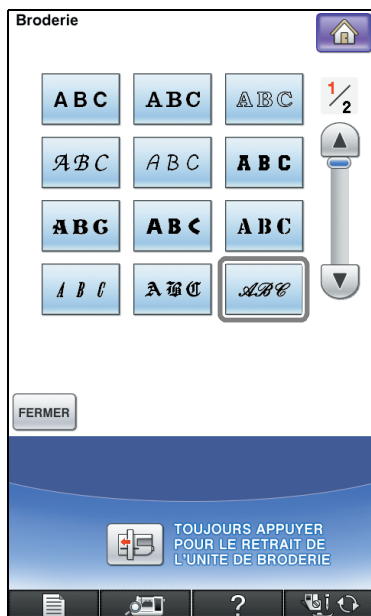 Broderie
ABC ABC ABC 1/2
ABC ABC ABC
ABC ABC ABC
ABC ABC ABC
FERMER
TOUJOURS APPUYER
POUR LE RETRAIT DE
L'UNITE DE BRODERIE
?